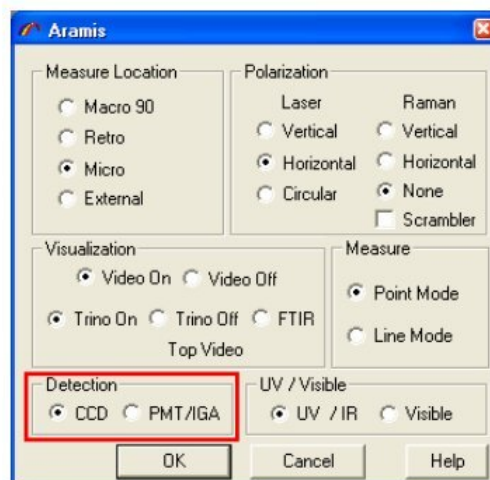 Aramis
Measure Location
Macro 90
Retro
Micro
External
Polarization
Laser
Vertical
Horizontal
Circular
Raman
Vertical
Horizontal
None
Scrambler
Visualization
Video On Video Off
Trino On Trino Off FTIR
Top Video
Measure
Point Mode
Line Mode
Detection
CCD PMT/IGA
UV / Visible
UV / IR Visible
OK Cancel Help